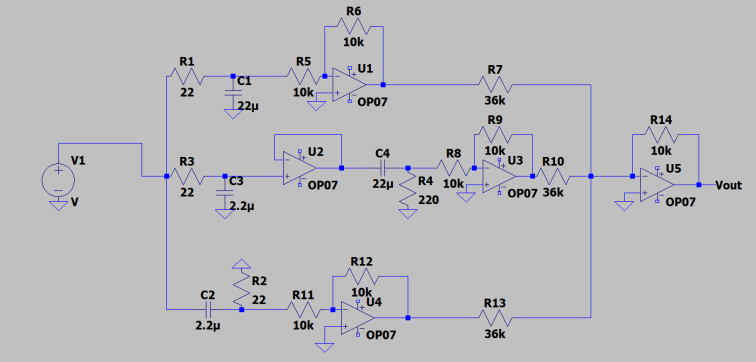 R6
10k
R1
22
C1
22µ
R5
10k
U1
OP07
R7
36k
V1
V
R3
22
C3
2.2µ
U2
OP07
C4
22µ
R4
220
R8
10k
R9
10k
U3
OP07
R10
36k
R14
10k
U5
OP07
Vout
C2
2.2µ
R2
22
R11
10k
R12
10k
U4
OP07
R13
36k